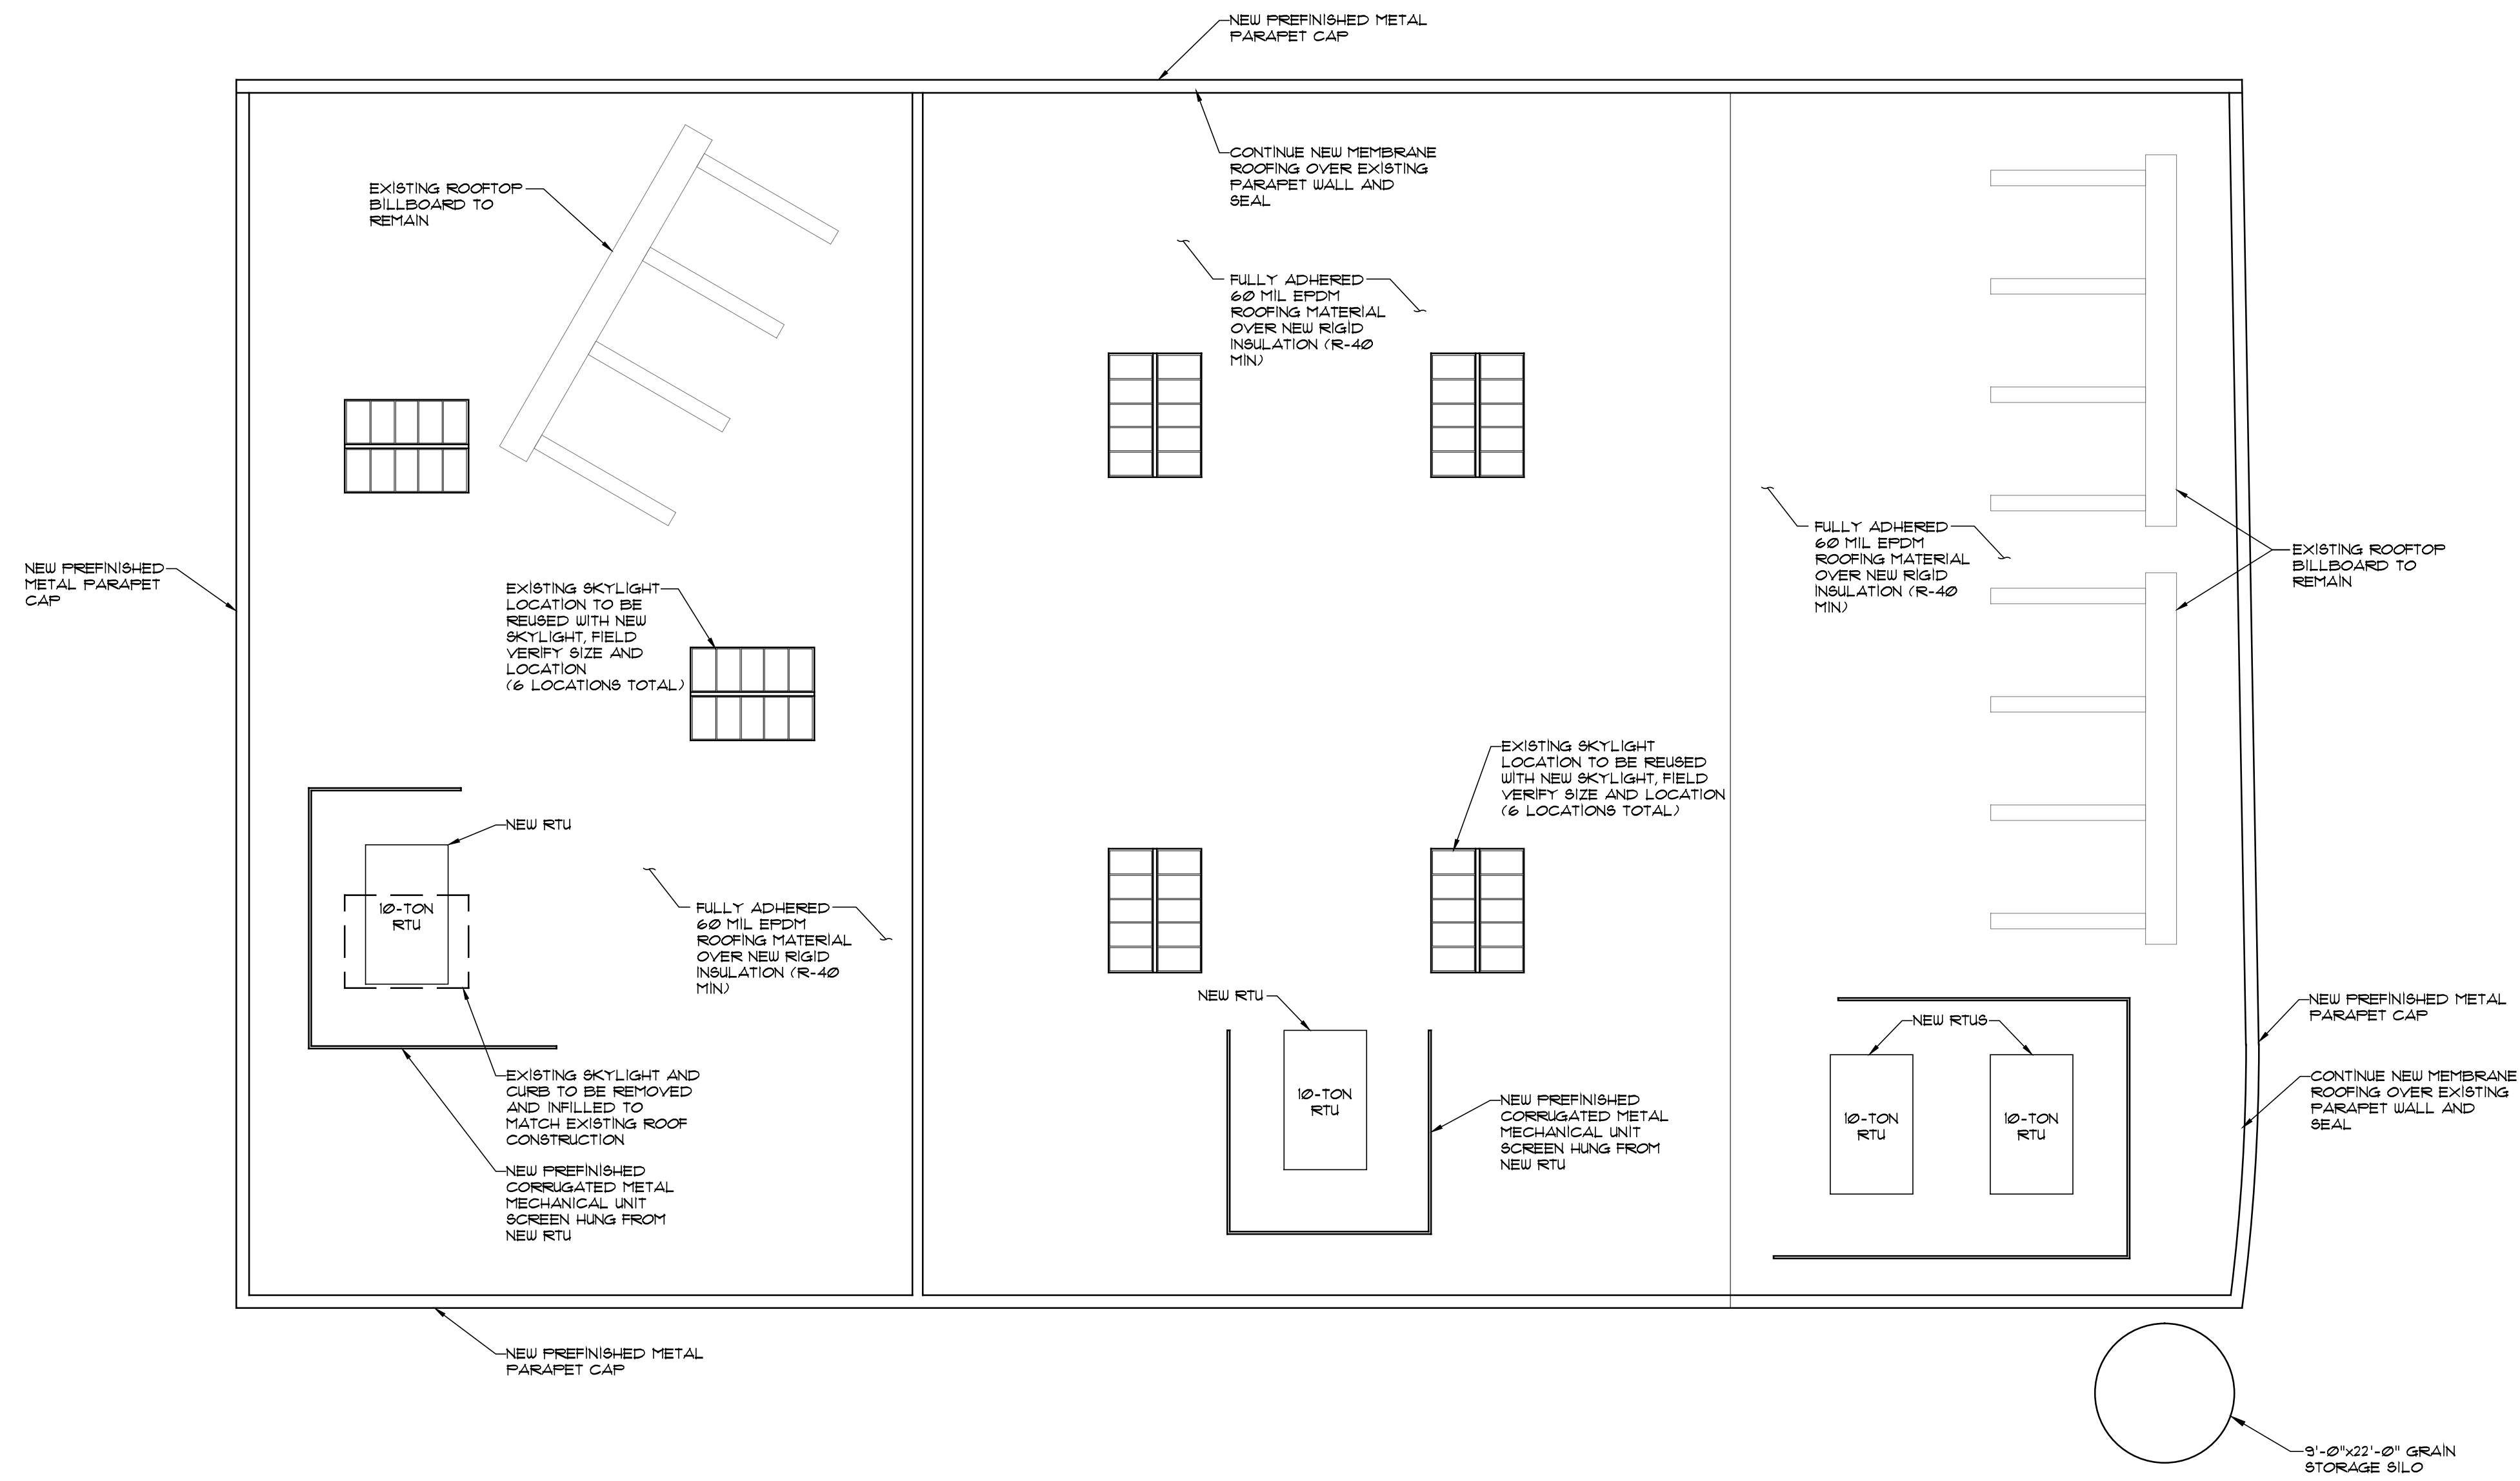 NEW PREFINISHED METAL
PARAPET CAP
CONTINUE NEW MEMBRANE
ROOFING OVER EXISTING
PARAPET WALL AND
SEAL
EXISTING ROOFTOP
BILLBOARD TO
REMAIN
FULLY ADHERED
60 MIL EPDM
ROOFING MATERIAL
OVER NEW RIGID
INSULATION (R-40
MIN)
FULLY ADHERED
60 MIL EPDM
ROOFING MATERIAL
OVER NEW RIGID
INSULATION (R-40
MIN)
EXISTING ROOFTOP
BILLBOARD TO
REMAIN
NEW PREFINISHED
METAL PARAPET
CAP
EXISTING SKYLIGHT
LOCATION TO BE
REUSED WITH NEW
SKYLIGHT, FIELD
VERIFY SIZE AND
LOCATION
(6 LOCATIONS TOTAL)
EXISTING SKYLIGHT
LOCATION TO BE REUSED
WITH NEW SKYLIGHT, FIELD
VERIFY SIZE AND LOCATION
(6 LOCATIONS TOTAL)
NEW RTU
10-TON
RTU
FULLY ADHERED
60 MIL EPDM
ROOFING MATERIAL
OVER NEW RIGID
INSULATION (R-40
MIN)
NEW RTU
10-TON
RTU
NEW RTUS
10-TON
RTU
10-TON
RTU
NEW PREFINISHED METAL
PARAPET CAP
CONTINUE NEW MEMBRANE
ROOFING OVER EXISTING
PARAPET WALL AND
SEAL
EXISTING SKYLIGHT AND
CURB TO BE REMOVED
AND INFILLED TO
MATCH EXISTING ROOF
CONSTRUCTION
NEW PREFINISHED
CORRUGATED METAL
MECHANICAL UNIT
SCREEN HUNG FROM
NEW RTU
NEW PREFINISHED
CORRUGATED METAL
MECHANICAL UNIT
SCREEN HUNG FROM
NEW RTU
NEW PREFINISHED METAL
PARAPET CAP
9'-0"x22'-0" GRAIN
STORAGE SILO